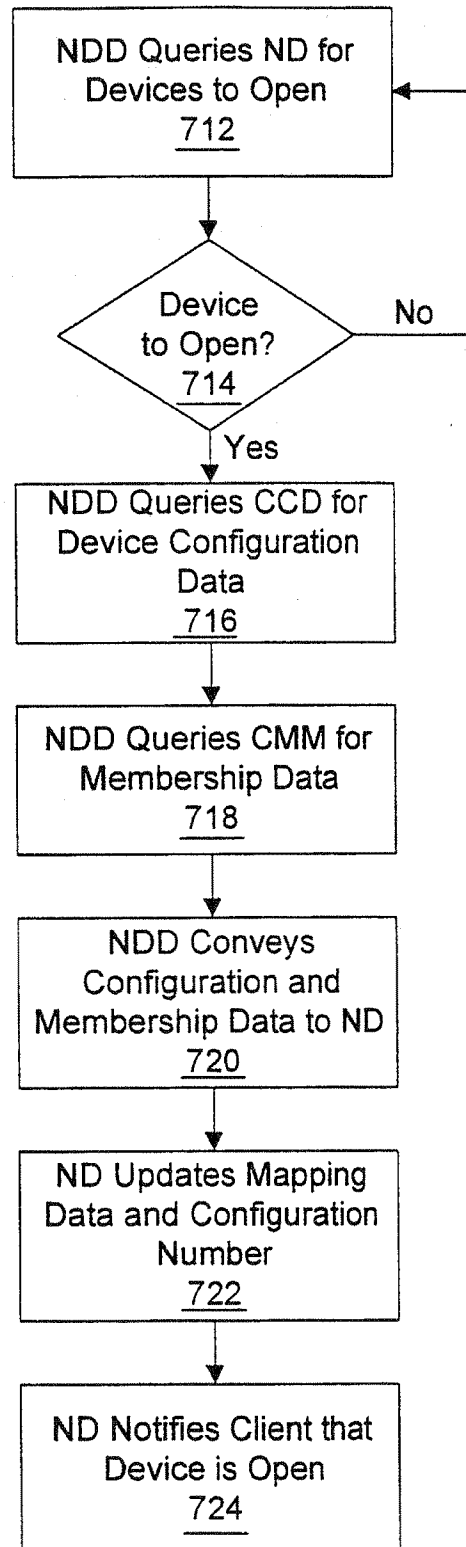 NDD Queries ND for
Devices to Open
712
Device
to Open?
714
No
Yes
NDD Queries CCD for
Device Configuration
Data
716
NDD Queries CMM for
Membership Data
718
NDD Conveys
Configuration and
Membership Data to ND
720
ND Updates Mapping
Data and Configuration
Number
722
ND Notifies Client that
Device is Open
724